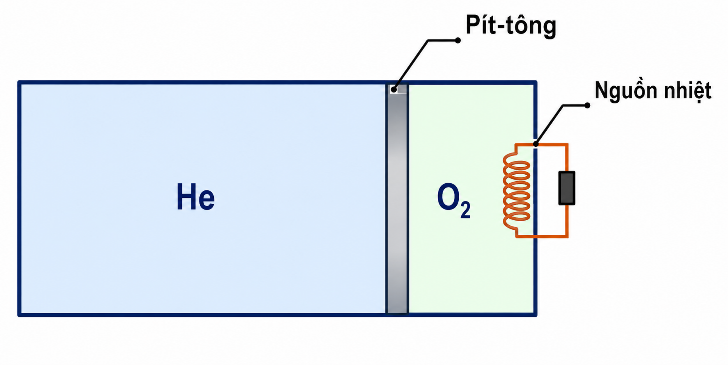 Pít-tông
Nguồn nhiệt
He
O₂